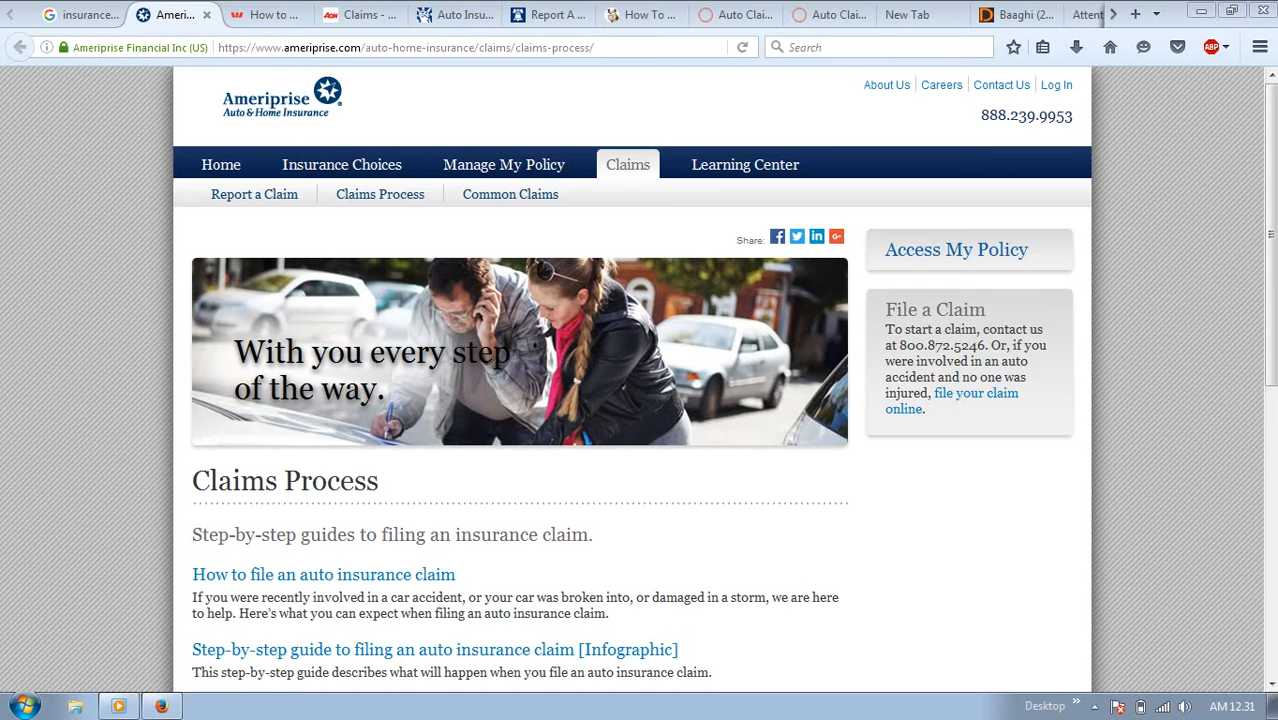 insurance...
Ameri...
How to ...
AON
Claims - ...
Auto Insu...
Report A ...
How To ...
Auto Clai...
Auto Clai...
New Tab
Baaghi (2...
Attent
Ameriprise Financial Inc (US)
https://www.ameriprise.com/auto-home-insurance/claims/claims-process/
Search
ABP
Ameriprise
Auto & Home Insurance
About Us
Careers
Contact Us
Log In
888.239.9953
Home
Insurance Choices
Manage My Policy
Claims
Learning Center
Report a Claim
Claims Process
Common Claims
Share:
With you every step
of the way.
Access My Policy
File a Claim
To start a claim, contact us
at 800.872.5246. Or, if you
were involved in an auto
accident and no one was
injured, file your claim
online.
Claims Process
Step-by-step guides to filing an insurance claim.
How to file an auto insurance claim
If you were recently involved in a car accident, or your car was broken into, or damaged in a storm, we are here
to help. Here's what you can expect when filing an auto insurance claim.
Step-by-step guide to filing an auto insurance claim [Infographic]
This step-by-step guide describes what will happen when you file an auto insurance claim.
Desktop
AM 12.31